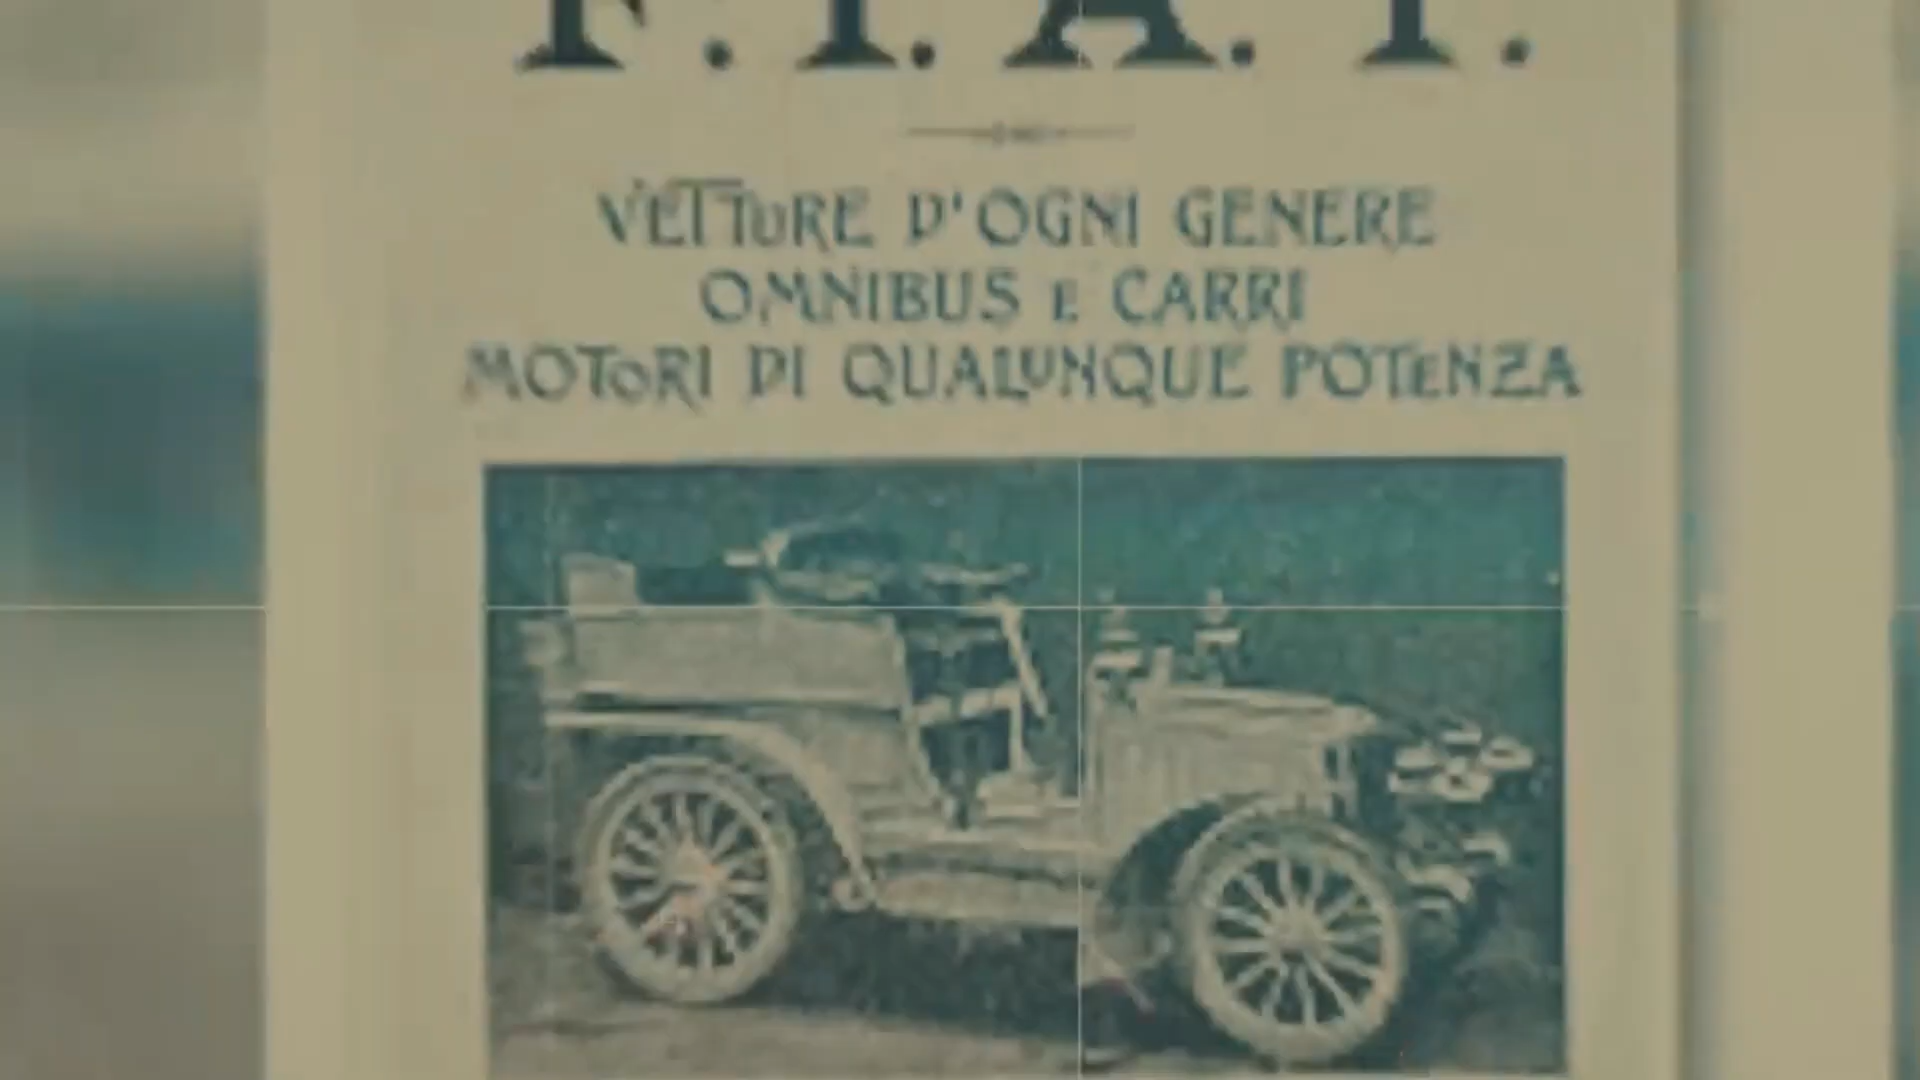 F.I.A.T.
VETTURE D'OGNI GENERE
OMNIBUS E CARRI
MOTORI DI QUALUNQUE POTENZA